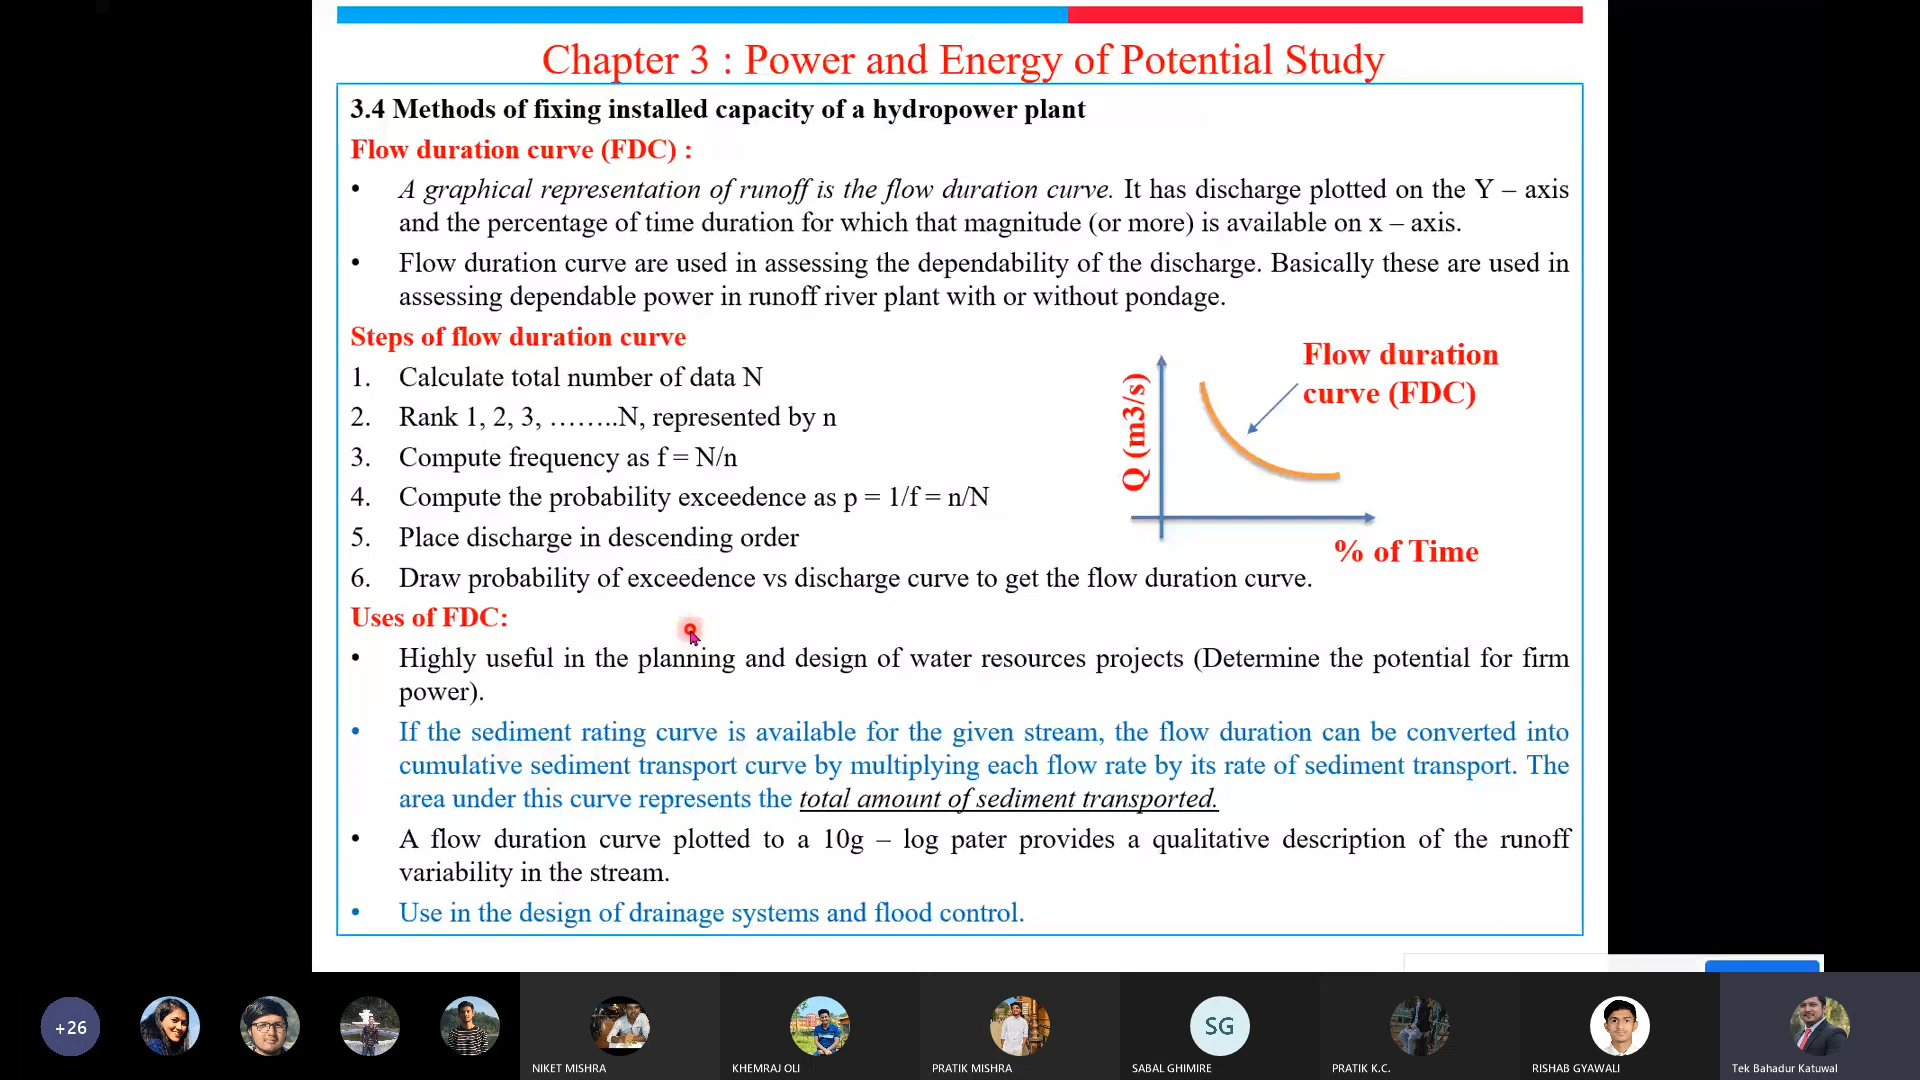 Chapter 3 : Power and Energy of Potential Study
3.4 Methods of fixing installed capacity of a hydropower plant
Flow duration curve (FDC) :
• A graphical representation of runoff is the flow duration curve. It has discharge plotted on the Y – axis
and the percentage of time duration for which that magnitude (or more) is available on x – axis.
• Flow duration curve are used in assessing the dependability of the discharge. Basically these are used in
assessing dependable power in runoff river plant with or without pondage.
Steps of flow duration curve
1. Calculate total number of data N
2. Rank 1, 2, 3, ……..N, represented by n
3. Compute frequency as f = N/n
4. Compute the probability exceedence as p = 1/f = n/N
5. Place discharge in descending order
6. Draw probability of exceedence vs discharge curve to get the flow duration curve.
Flow duration
curve (FDC)
Q (m3/s)
% of Time
Uses of FDC:
• Highly useful in the planning and design of water resources projects (Determine the potential for firm
power).
• If the sediment rating curve is available for the given stream, the flow duration can be converted into
cumulative sediment transport curve by multiplying each flow rate by its rate of sediment transport. The
area under this curve represents the total amount of sediment transported.
• A flow duration curve plotted to a 10g – log pater provides a qualitative description of the runoff
variability in the stream.
• Use in the design of drainage systems and flood control.
+26
SG
NIKET MISHRA
KHEMRAJ OLI
PRATIK MISHRA
SABAL GHIMIRE
PRATIK K.C.
RISHAB GYAWALI
Tek Bahadur Katuwal